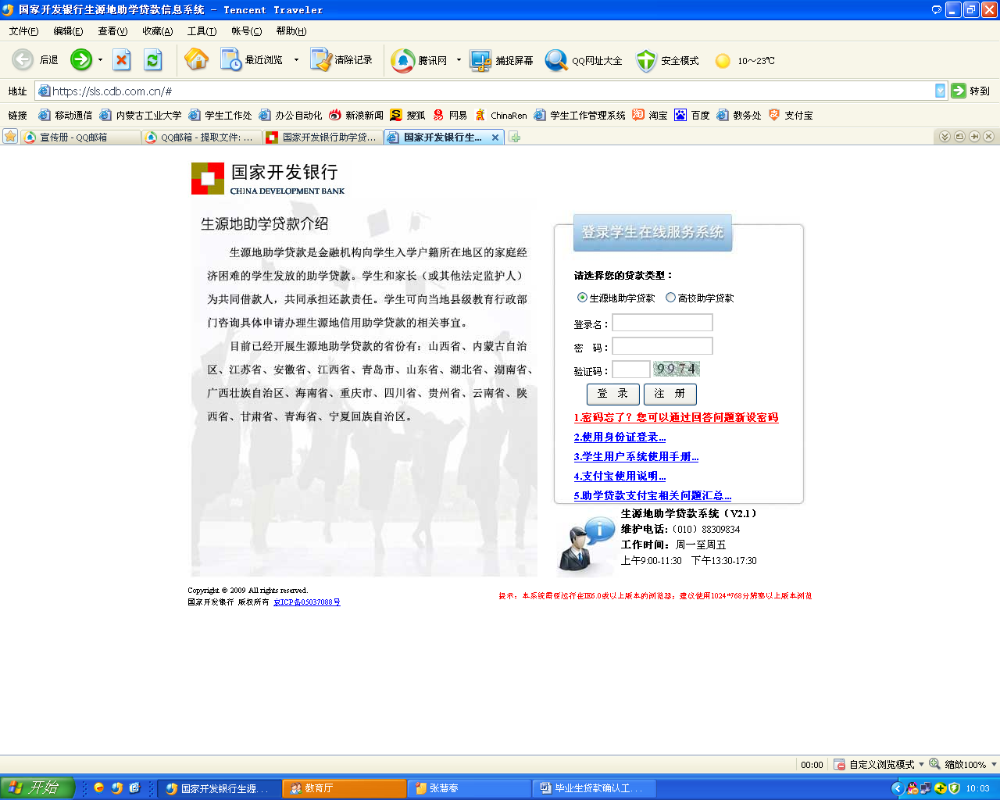 国家开发银行生源地助学贷款信息系统 - Tencent Traveler
文件(F) 编辑(E) 查看(V) 收藏(A) 工具(T) 帐号(C) 帮助(H)
后退 最近浏览 清除记录 腾讯网 捕捉屏幕 QQ网址大全 安全模式 10～23℃
地址 https://sls.cdb.com.cn/# 转到
链接 移动通信 内蒙古工业大学 学生工作处 办公自动化 新浪新闻 搜狐 网易 ChinaRen 学生工作管理系统 淘宝 百度 教务处 支付宝
宣传册 - QQ邮箱 QQ邮箱 - 提取文件: ... 国家开发银行助学贷... 国家开发银行生...
国家开发银行
CHINA DEVELOPMENT BANK
生源地助学贷款介绍
生源地助学贷款是金融机构向学生入学户籍所在地区的家庭经
济困难的学生发放的助学贷款。学生和家长（或其他法定监护人）
为共同借款人，共同承担还款责任。学生可向当地县级教育行政部
门咨询具体申请办理生源地信用助学贷款的相关事宜。
目前已经开展生源地助学贷款的省份有：山西省、内蒙古自治
区、江苏省、安徽省、江西省、青岛市、山东省、湖北省、湖南省、
广西壮族自治区、海南省、重庆市、四川省、贵州省、云南省、陕
西省、甘肃省、青海省、宁夏回族自治区。
登录学生在线服务系统
请选择您的贷款类型：
生源地助学贷款 高校助学贷款
登录名：
密 码：
验证码： 9974
登 录 注 册
1.密码忘了？您可以通过回答问题新设密码
2.使用身份证登录...
3.学生用户系统使用手册...
4.支付宝使用说明...
5.助学贷款支付宝相关问题汇总...
生源地助学贷款系统（V2.1）
维护电话:（010）88309834
工作时间：周一至周五
上午9:00-11:30 下午13:30-17:30
Copyright © 2009 All rights reserved.
国家开发银行 版权所有 京ICP备05037088号
提示：本系统需要运行在IE6.0或以上版本的浏览器；建议使用1024*768分辨率以上版本浏览
00:00 自定义浏览模式 缩放100%
开始 国家开发银行生源... 教育厅 张慧春 毕业生贷款确认工... 10:03